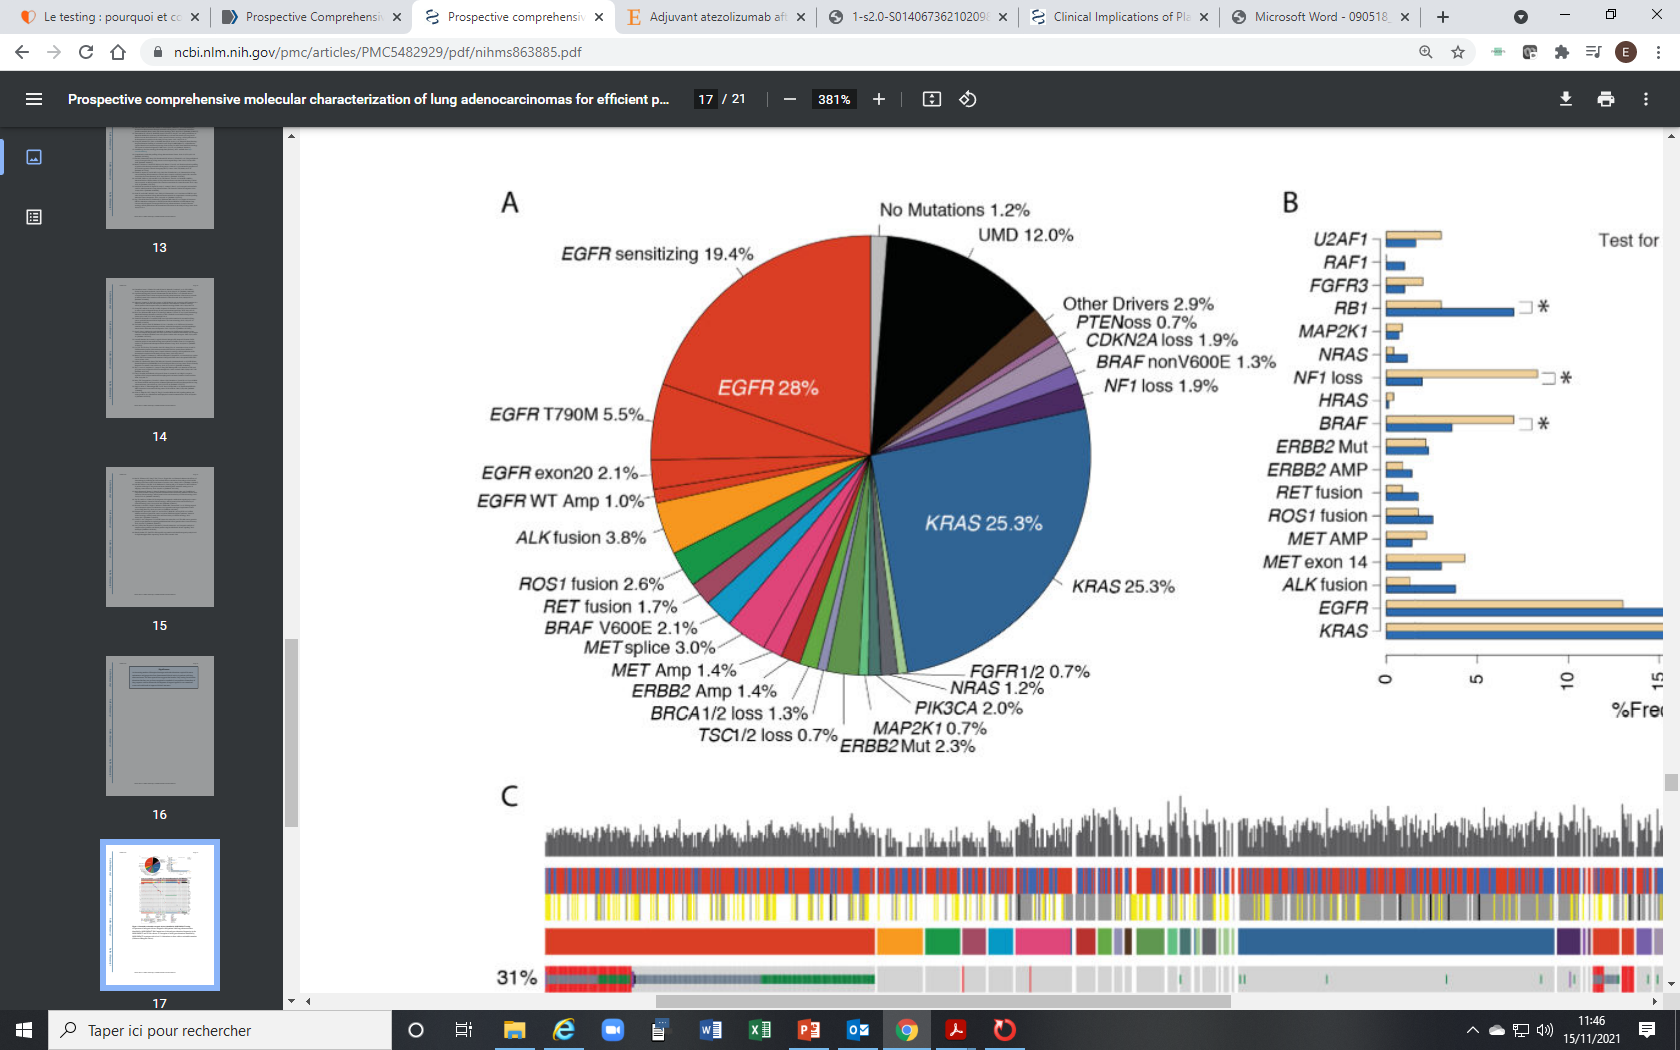 Le testing : pourquoi et co
Prospective Comprehensiv
Prospective comprehensiv
Adjuvant atezolizumab aft
1-s2.0-S014067362102098
Clinical Implications of Pla
Microsoft Word - 090518_
ncbi.nlm.nih.gov/pmc/articles/PMC5482929/pdf/nihms863885.pdf
E
Prospective comprehensive molecular characterization of lung adenocarcinomas for efficient p...
17 / 21
381%
13
14
15
16
17
A
No Mutations 1.2%
UMD 12.0%
EGFR sensitizing 19.4%
Other Drivers 2.9%
PTENloss 0.7%
CDKN2A loss 1.9%
BRAF nonV600E 1.3%
NF1 loss 1.9%
EGFR 28%
EGFR T790M 5.5%
EGFR exon20 2.1%
EGFR WT Amp 1.0%
ALK fusion 3.8%
KRAS 25.3%
KRAS 25.3%
ROS1 fusion 2.6%
RET fusion 1.7%
BRAF V600E 2.1%
MET splice 3.0%
MET Amp 1.4%
ERBB2 Amp 1.4%
BRCA1/2 loss 1.3%
TSC1/2 loss 0.7%
FGFR1/2 0.7%
NRAS 1.2%
PIK3CA 2.0%
MAP2K1 0.7%
ERBB2 Mut 2.3%
B
Test for
U2AF1
RAF1
FGFR3
RB1 *
MAP2K1
NRAS
NF1 loss *
HRAS
BRAF *
ERBB2 Mut
ERBB2 AMP
RET fusion
ROS1 fusion
MET AMP
MET exon 14
ALK fusion
EGFR
KRAS
0 5 10 15
%Fre
C
31%
Taper ici pour rechercher
11:46
15/11/2021